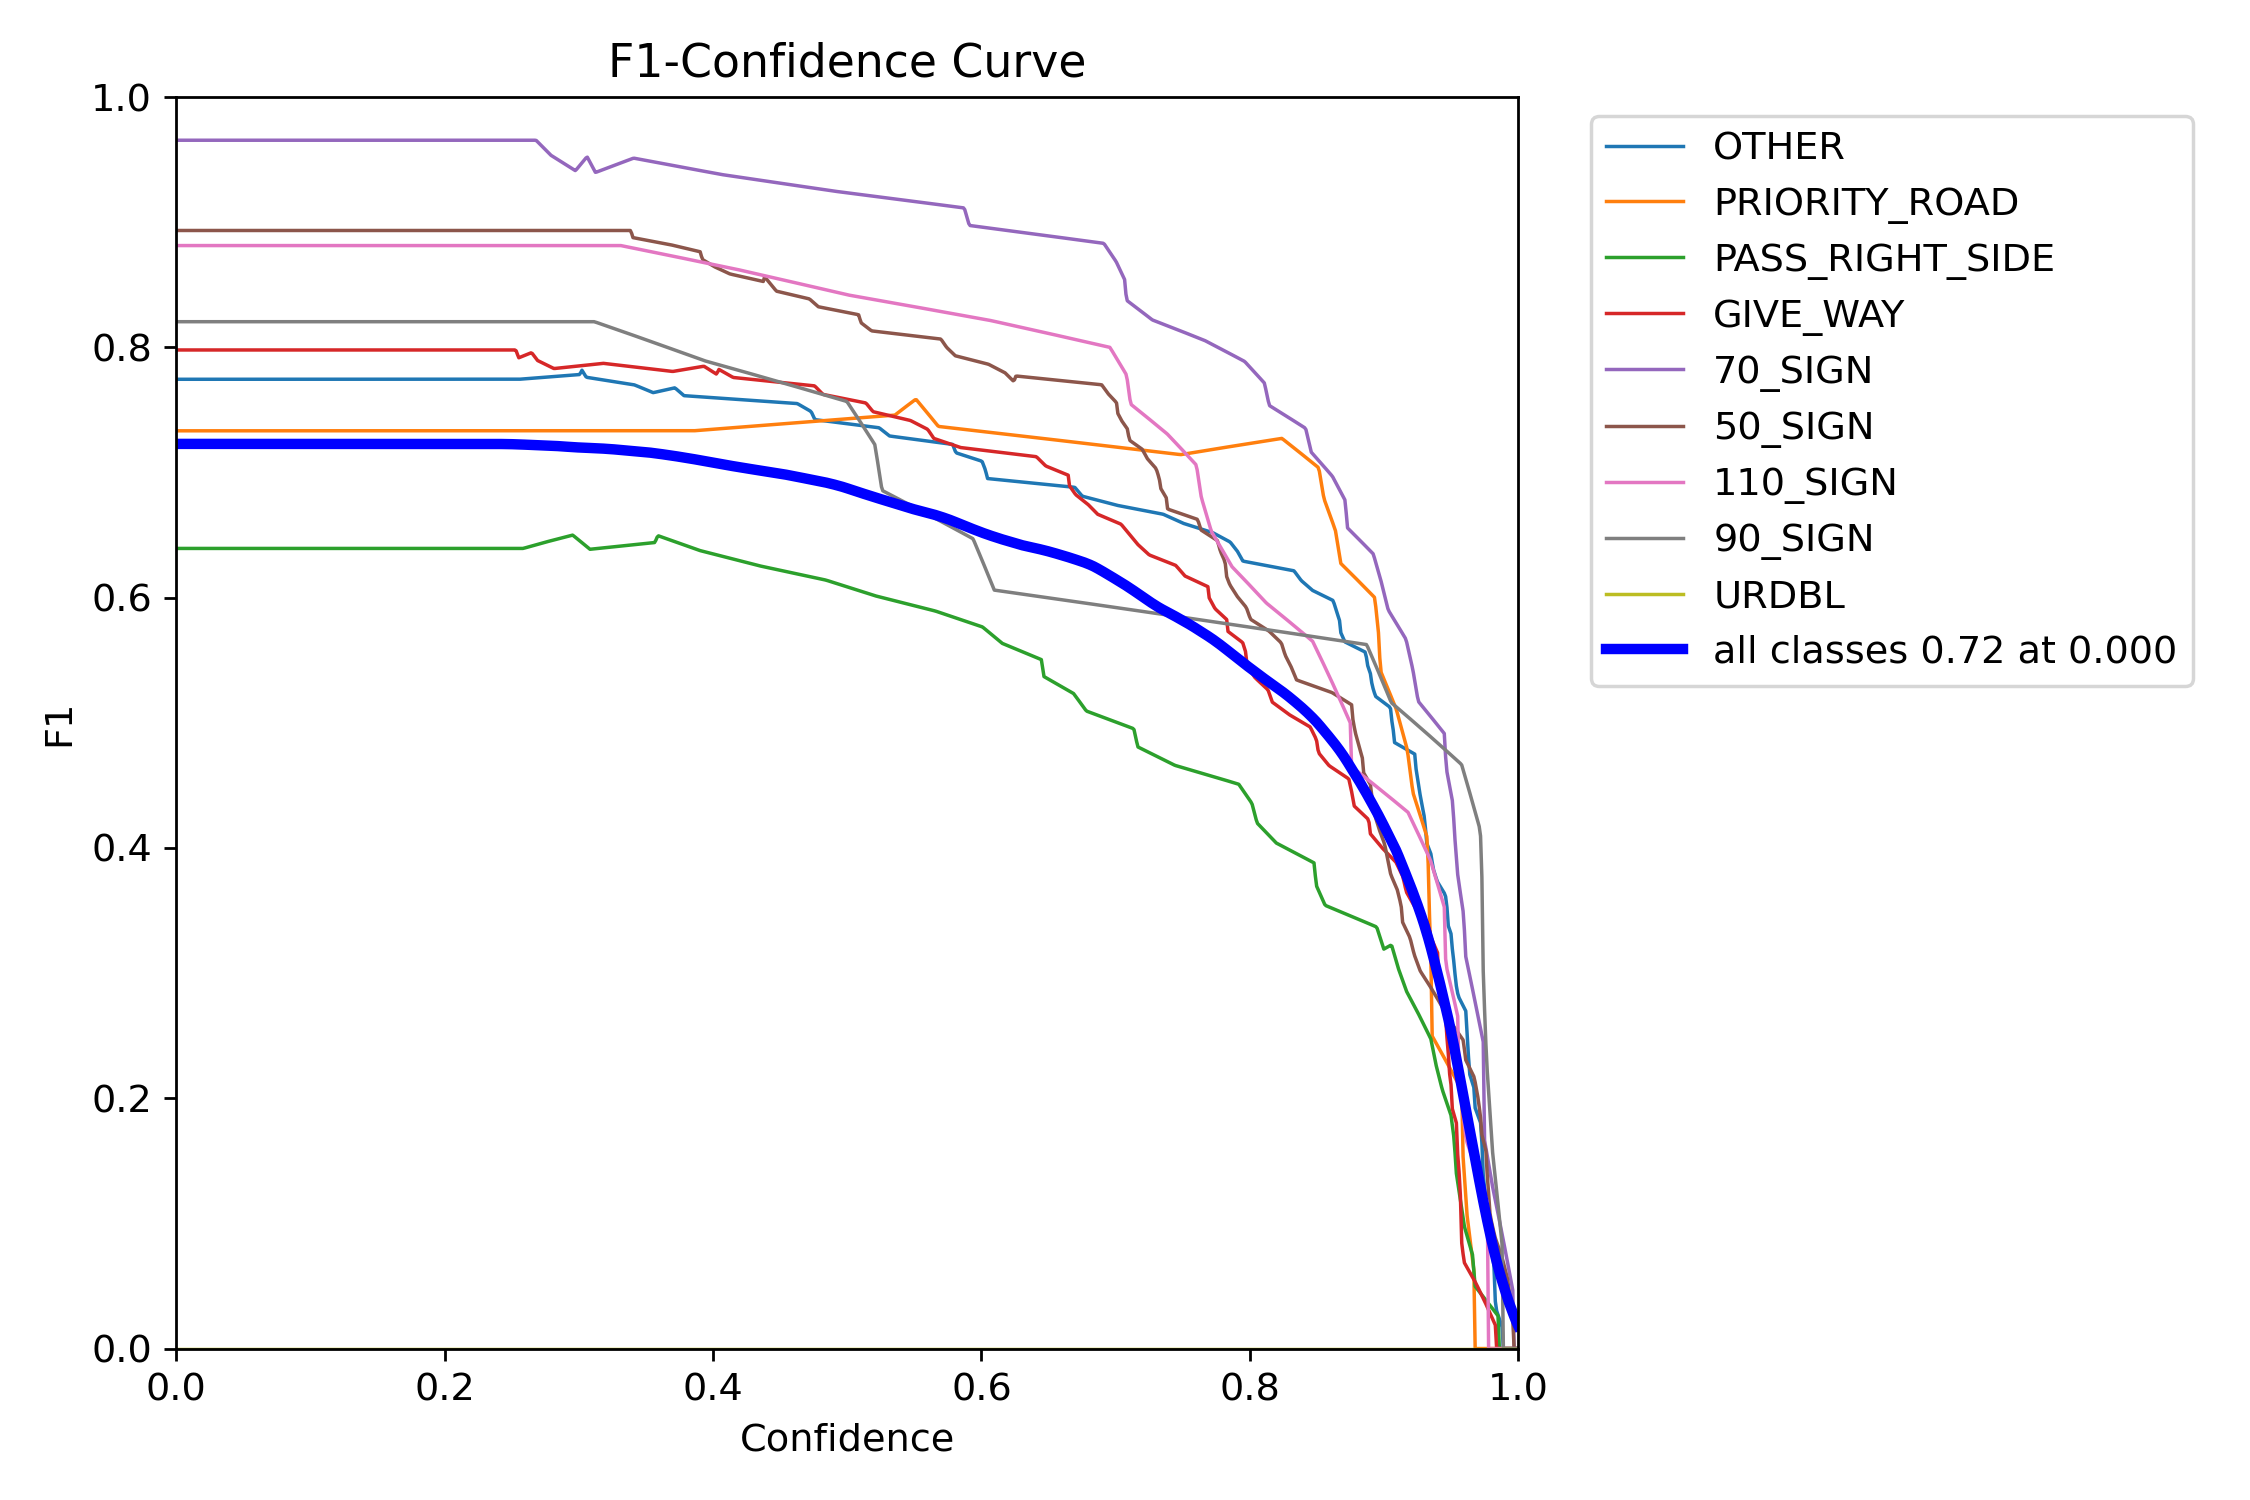 F1-Confidence Curve
1.0
0.8
0.6
0.4
0.2
0.0
F1
0.0 0.2 0.4 0.6 0.8 1.0
Confidence
OTHER
PRIORITY_ROAD
PASS_RIGHT_SIDE
GIVE_WAY
70_SIGN
50_SIGN
110_SIGN
90_SIGN
URDBL
all classes 0.72 at 0.000